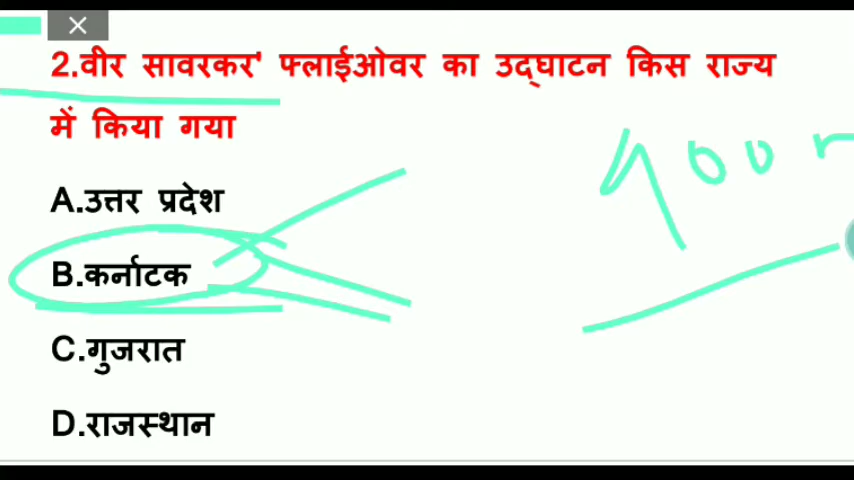 2.वीर सावरकर' फ्लाईओवर का उद्घाटन किस राज्य
में किया गया
A.उत्तर प्रदेश
B.कर्नाटक
C.गुजरात
D.राजस्थान